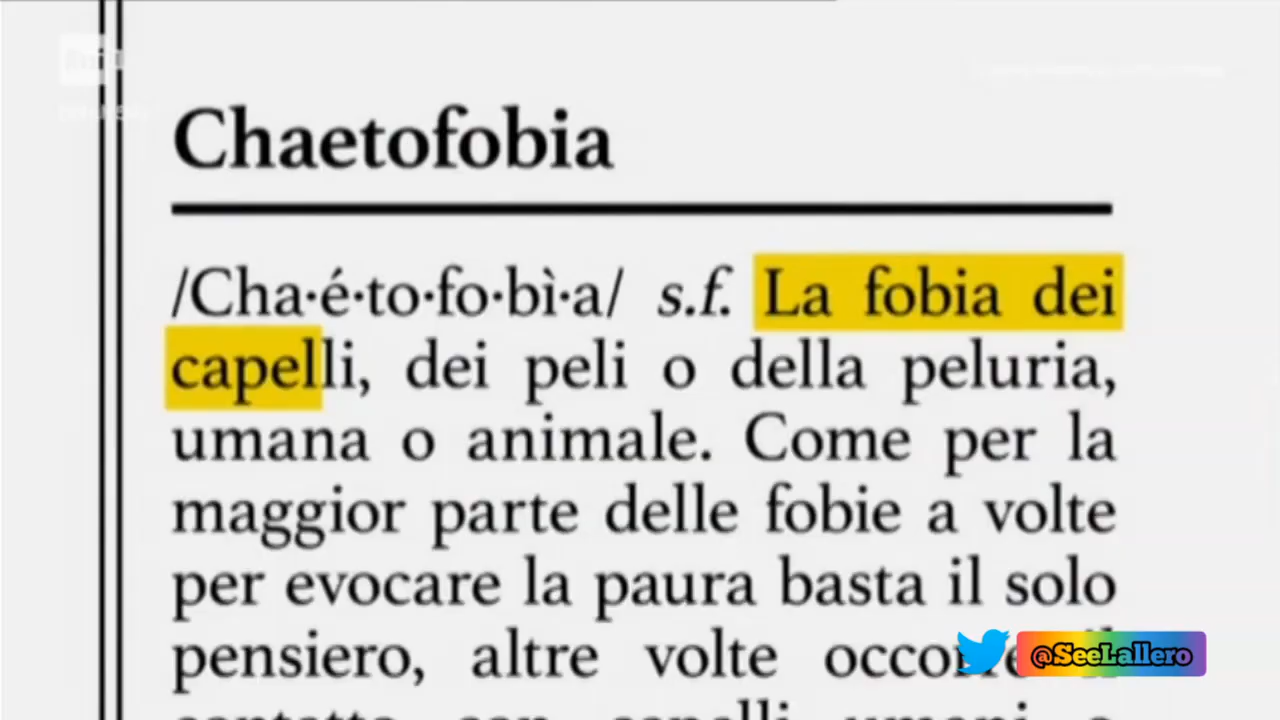 Chaetofobia
/Cha·é·to·fo·bì·a/ s.f. La fobia dei
capelli, dei peli o della peluria,
umana o animale. Come per la
maggior parte delle fobie a volte
per evocare la paura basta il solo
pensiero, altre volte
@SeeLallero